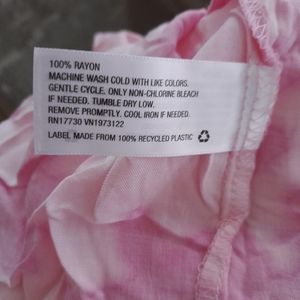 100% RAYON
MACHINE WASH COLD WITH LIKE COLORS.
GENTLE CYCLE. ONLY NON-CHLORINE BLEACH
IF NEEDED. TUMBLE DRY LOW.
REMOVE PROMPTLY. COOL IRON IF NEEDED.
RN17730 VN1973122
LABEL MADE FROM 100% RECYCLED PLASTIC